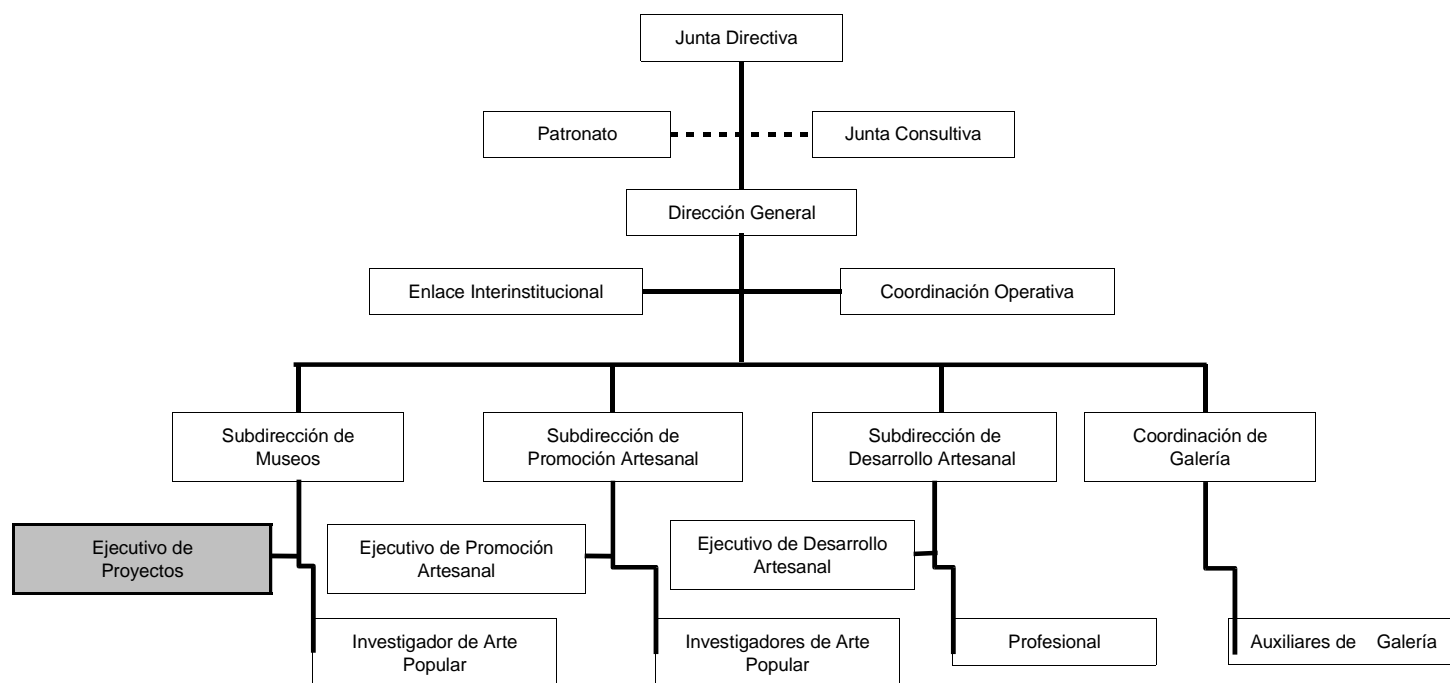 Junta Directiva
Patronato
Junta Consultiva
Dirección General
Enlace Interinstitucional
Coordinación Operativa
Subdirección de
Museos
Subdirección de
Promoción Artesanal
Subdirección de
Desarrollo Artesanal
Coordinación de
Galería
Ejecutivo de
Proyectos
Ejecutivo de Promoción
Artesanal
Ejecutivo de Desarrollo
Artesanal
Investigador de Arte
Popular
Investigadores de Arte
Popular
Profesional
Auxiliares de Galería